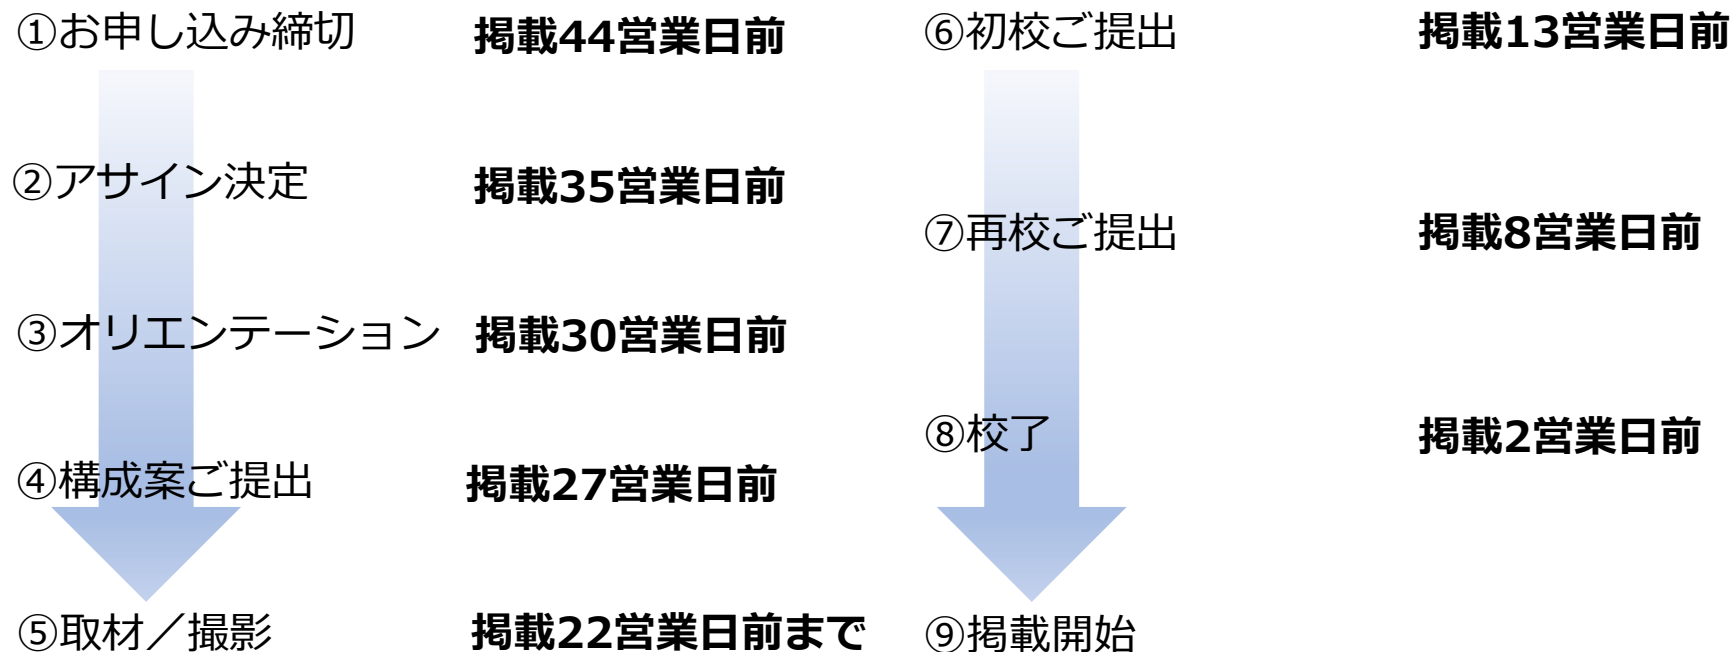 ①お申し込み締切 掲載44営業日前
②アサイン決定 掲載35営業日前
③オリエンテーション 掲載30営業日前
④構成案ご提出 掲載27営業日前
⑤取材／撮影 掲載22営業日前まで
⑥初校ご提出 掲載13営業日前
⑦再校ご提出 掲載8営業日前
⑧校了 掲載2営業日前
⑨掲載開始